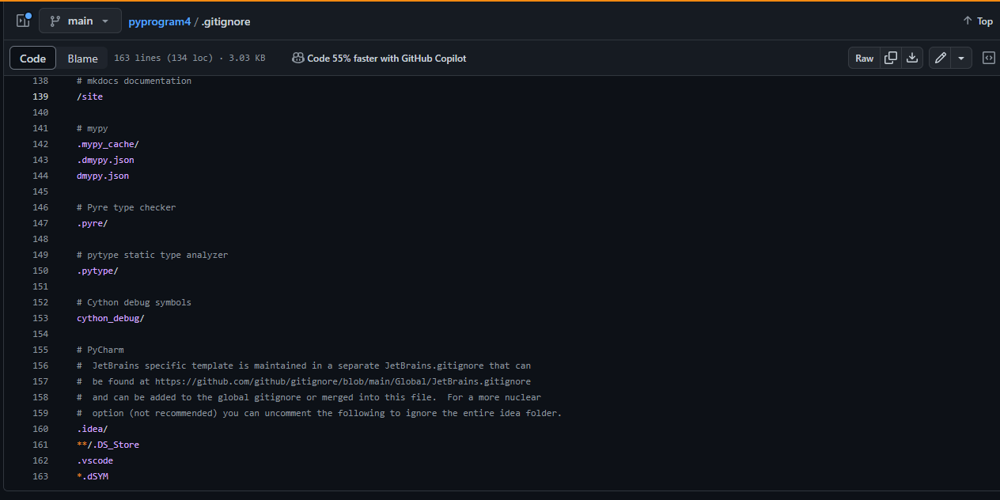 main
pyprogram4 / .gitignore
Top
Code Blame 163 lines (134 loc) · 3.03 KB Code 55% faster with GitHub Copilot Raw
138 # mkdocs documentation
139 /site
140
141 # mypy
142 .mypy_cache/
143 .dmypy.json
144 dmypy.json
145
146 # Pyre type checker
147 .pyre/
148
149 # pytype static type analyzer
150 .pytype/
151
152 # Cython debug symbols
153 cython_debug/
154
155 # PyCharm
156 #  JetBrains specific template is maintained in a separate JetBrains.gitignore that can
157 #  be found at https://github.com/github/gitignore/blob/main/Global/JetBrains.gitignore
158 #  and can be added to the global gitignore or merged into this file.  For a more nuclear
159 #  option (not recommended) you can uncomment the following to ignore the entire idea folder.
160 .idea/
161 **/.DS_Store
162 .vscode
163 *.dSYM